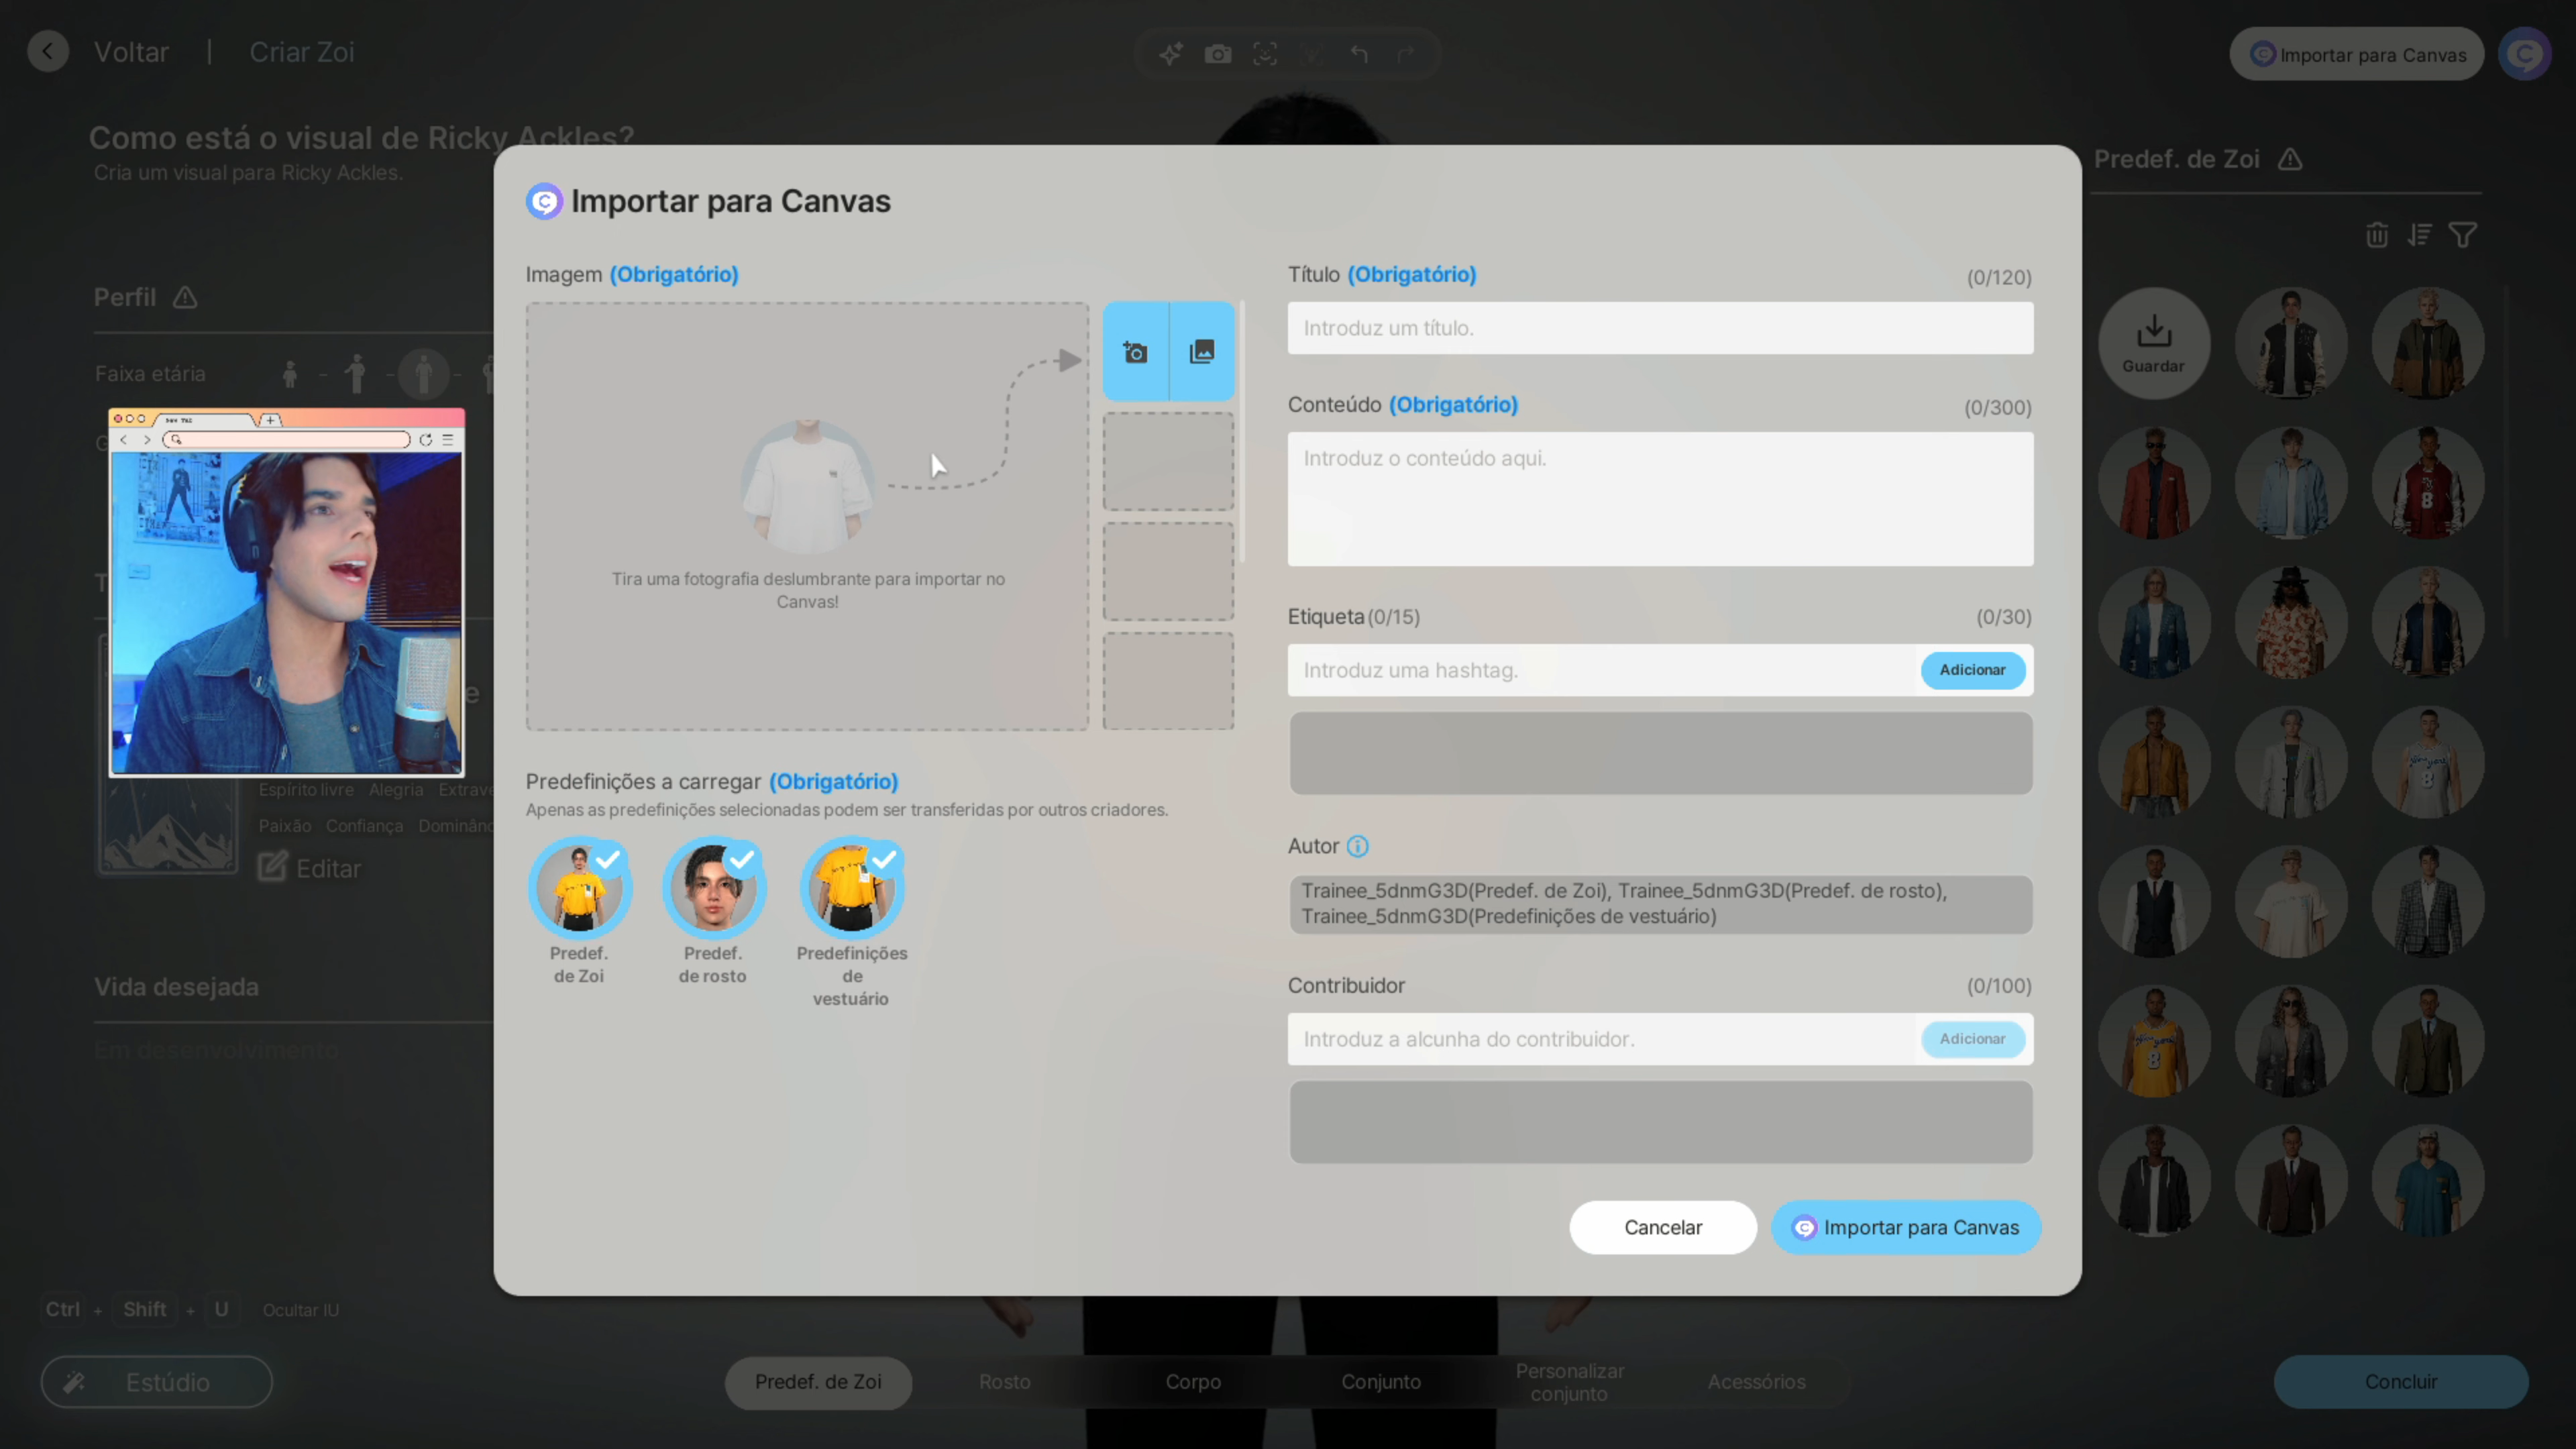 Voltar | Criar Zoi
Importar para Canvas
Como está o visual de Ricky Ackles?
Cria um visual para Ricky Ackles.
Perfil
Faixa etária
Espírito livre Alegria
Paixão Confiança
Editar
Vida desejada
Em desenvolvimento
Ctrl + Shift + U Ocultar IU
Estúdio
Importar para Canvas
Imagem (Obrigatório)
Tira uma fotografia deslumbrante para importar no
Canvas!
Predefinições a carregar (Obrigatório)
Apenas as predefinições selecionadas podem ser transferidas por outros criadores.
Predef.
de Zoi
Predef.
de rosto
Predefinições
de
vestuário
Título (Obrigatório) (0/120)
Introduz um título.
Conteúdo (Obrigatório) (0/300)
Introduz o conteúdo aqui.
Etiqueta (0/15) (0/30)
Introduz uma hashtag. Adicionar
Autor
Trainee_5dnmG3D(Predef. de Zoi), Trainee_5dnmG3D(Predef. de rosto),
Trainee_5dnmG3D(Predefinições de vestuário)
Contribuidor (0/100)
Introduz a alcunha do contribuidor. Adicionar
Cancelar Importar para Canvas
Predef. de Zoi
Guardar
8
8
8
Predef. de Zoi Rosto Corpo Conjunto
Personalizar
conjunto
Acessórios
Concluir